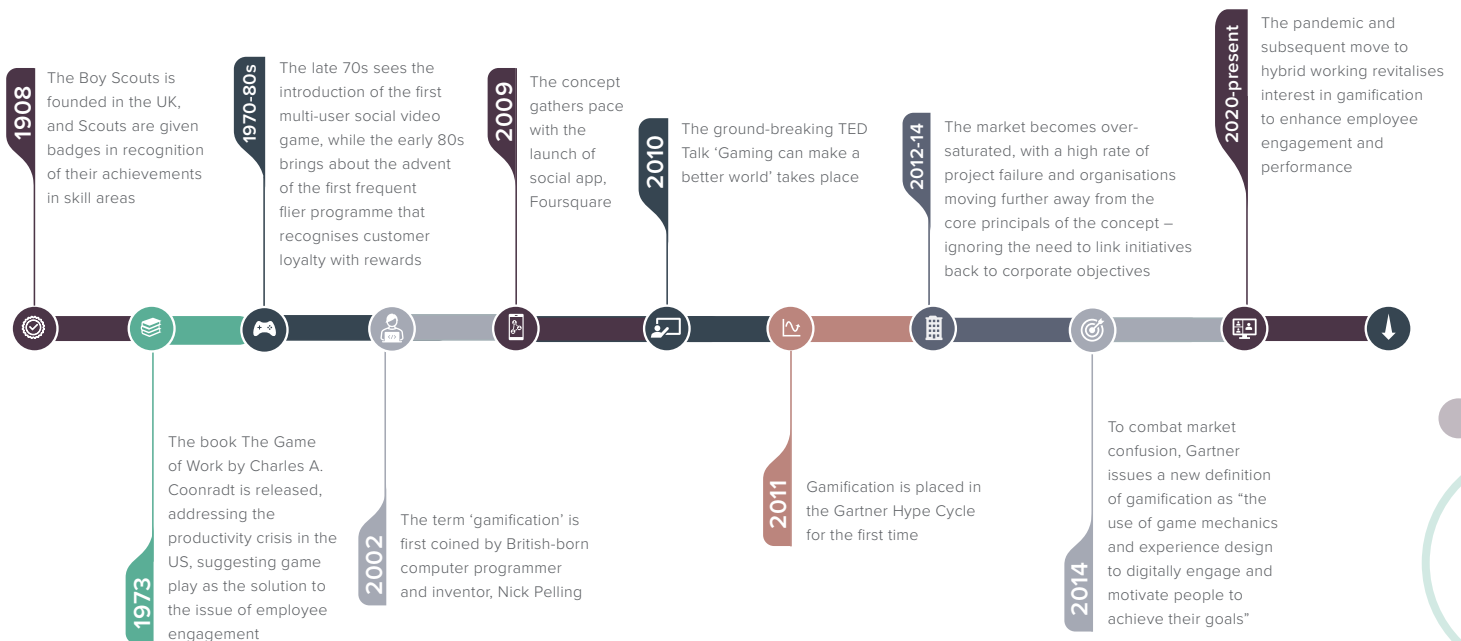 1908
The Boy Scouts is
founded in the UK,
and Scouts are given
badges in recognition
of their achievements
in skill areas
1973
The book The Game
of Work by Charles A.
Coonradt is released,
addressing the
productivity crisis in the
US, suggesting game
play as the solution to
the issue of employee
engagement
1970-80s
The late 70s sees the
introduction of the first
multi-user social video
game, while the early 80s
brings about the advent
of the first frequent
flier programme that
recognises customer
loyalty with rewards
2002
The term ‘gamification’ is
first coined by British-born
computer programmer
and inventor, Nick Pelling
2009
The concept
gathers pace
with the
launch of
social app,
Foursquare
2010
The ground-breaking TED
Talk ‘Gaming can make a
better world’ takes place
2011
Gamification is placed in
the Gartner Hype Cycle
for the first time
2012-14
The market becomes over-
saturated, with a high rate of
project failure and organisations
moving further away from the
core principals of the concept –
ignoring the need to link initiatives
back to corporate objectives
2014
To combat market
confusion, Gartner
issues a new definition
of gamification as “the
use of game mechanics
and experience design
to digitally engage and
motivate people to
achieve their goals”
2020-present
The pandemic and
subsequent move to
hybrid working revitalises
interest in gamification
to enhance employee
engagement and
performance